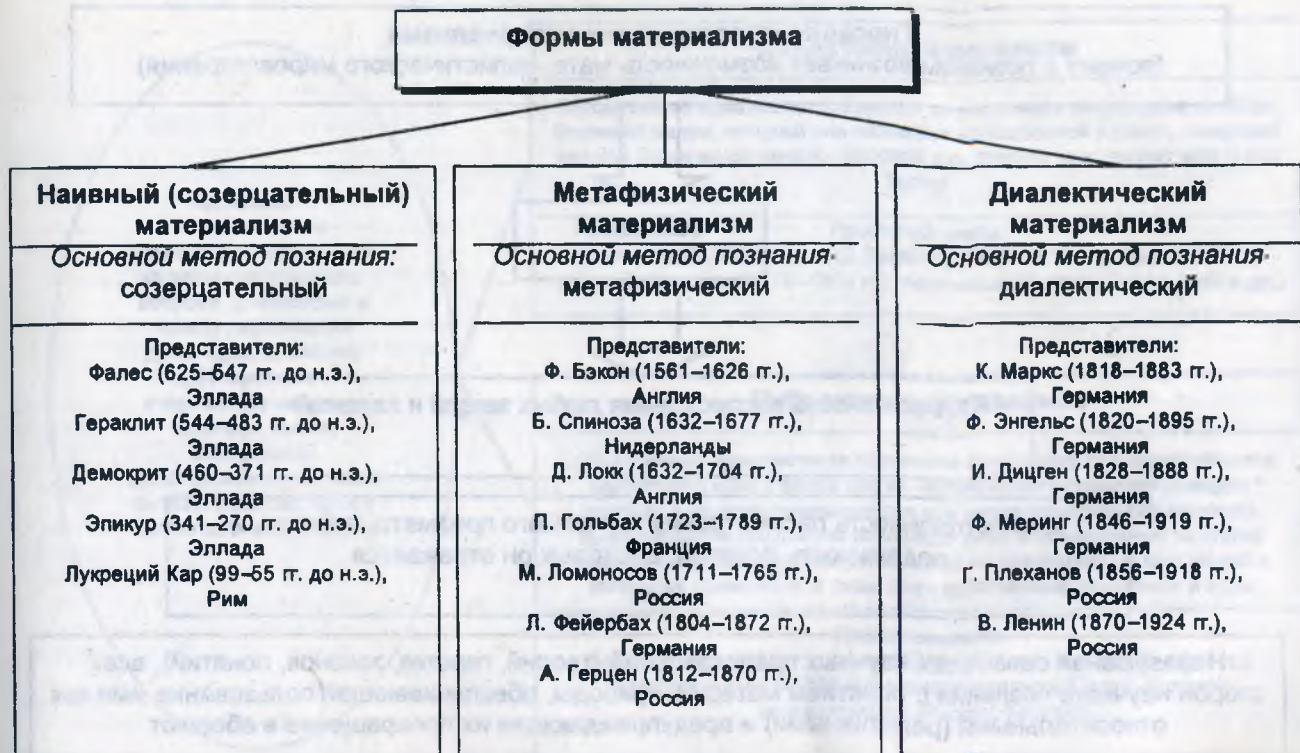 Формы материализма
Наивный (созерцательный)
материализм
Основной метод познания:
созерцательный
Представители:
Фалес (625–547 гг. до н.э.),
Эллада
Гераклит (544–483 гг. до н.э.),
Эллада
Демокрит (460–371 гг. до н.э.),
Эллада
Эпикур (341–270 гг. до н.э.),
Эллада
Лукреций Кар (99–55 гг. до н.э.),
Рим
Метафизический
материализм
Основной метод познания·
метафизический
Представители:
Ф. Бэкон (1561–1626 гг.),
Англия
Б. Спиноза (1632–1677 гг.),
Нидерланды
Д. Локк (1632–1704 гг.),
Англия
П. Гольбах (1723–1789 гг.),
Франция
М. Ломоносов (1711–1765 гг.),
Россия
Л. Фейербах (1804–1872 гг.),
Германия
А. Герцен (1812–1870 гг.),
Россия
Диалектический
материализм
Основной метод познания·
диалектический
Представители:
К. Маркс (1818–1883 гг.),
Германия
Ф. Энгельс (1820–1895 гг.),
Германия
И. Дицген (1828–1888 гг.),
Германия
Ф. Меринг (1846–1919 гг.),
Германия
Г. Плеханов (1856–1918 гг.),
Россия
В. Ленин (1870–1924 гг.),
Россия